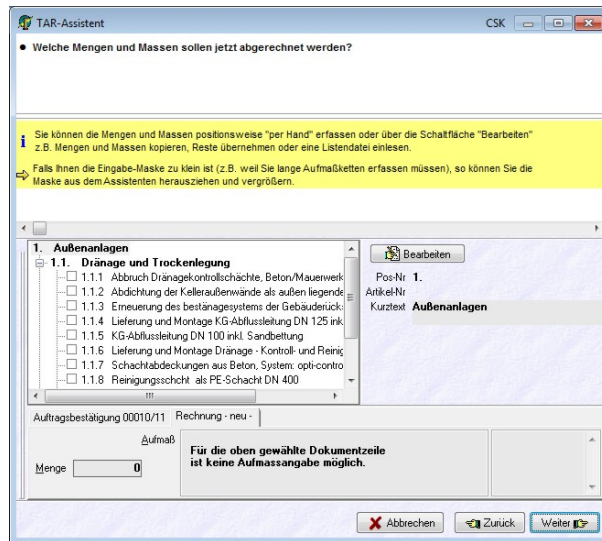 TAR-Assistent CSK
Welche Mengen und Massen sollen jetzt abgerechnet werden?
Sie können die Mengen und Massen positionsweise "per Hand" erfassen oder über die Schaltfläche "Bearbeiten"
z.B. Mengen und Massen kopieren, Reste übernehmen oder eine Listendatei einlesen.
Falls Ihnen die Eingabe-Maske zu klein ist (z.B. weil Sie lange Aufmaßketten erfassen müssen), so können Sie die
Maske aus dem Assistenten herausziehen und vergrößern.
1. Außenanlagen
1.1. Dränage und Trockenlegung
1.1.1 Abbruch Dränagekontrollschächte, Beton/Mauerwerk
1.1.2 Abdichtung der Kelleraußenwände als außen liegende
1.1.3 Erneuerung des bestänagesystems der Gebäuderücks
1.1.4 Lieferung und Montage KG-Abflussleitung DN 125 ink
1.1.5 KG-Abflussleitung DN 100 inkl. Sandbettung
1.1.6 Lieferung und Montage Dränage - Kontroll- und Reinig
1.1.7 Schachtabdeckungen aus Beton, System: opti-contro
1.1.8 Reinigungsschcht als PE-Schacht DN 400
Bearbeiten
Pos-Nr 1.
Artikel-Nr
Kurztext Außenanlagen
Auftragsbestätigung 00010/11 Rechnung - neu -
Aufmaß
Für die oben gewählte Dokumentzeile
ist keine Aufmassangabe möglich.
Menge 0
Abbrechen Zurück Weiter